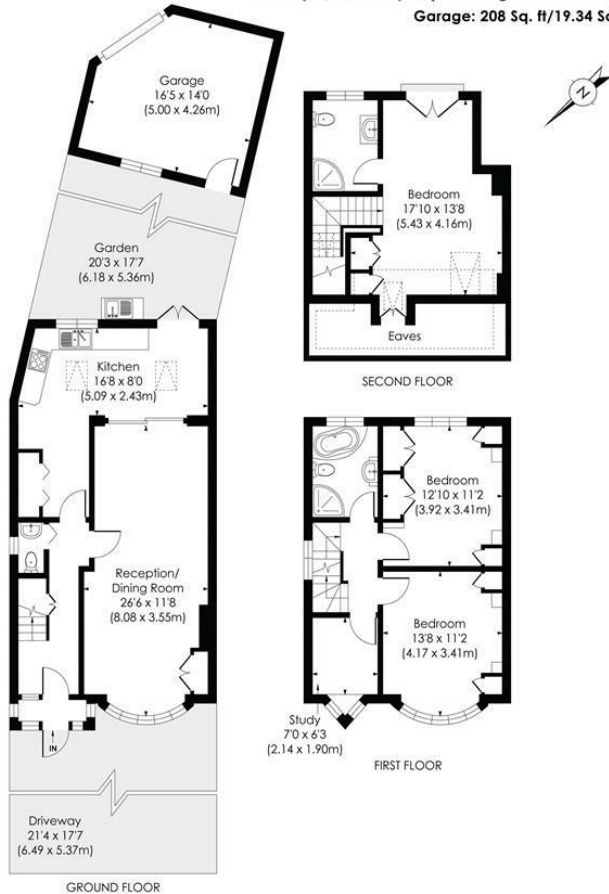 Garage: 208 Sq. ft/19.34 Sq
N
Garage
16'5 x 14'0
(5.00 x 4.26m)
Garden
20'3 x 17'7
(6.18 x 5.36m)
Kitchen
16'8 x 8'0
(5.09 x 2.43m)
Reception/
Dining Room
26'6 x 11'8
(8.08 x 3.55m)
IN
Driveway
21'4 x 17'7
(6.49 x 5.37m)
GROUND FLOOR
Bedroom
17'10 x 13'8
(5.43 x 4.16m)
Eaves
SECOND FLOOR
Bedroom
12'10 x 11'2
(3.92 x 3.41m)
Bedroom
13'8 x 11'2
(4.17 x 3.41m)
Study
7'0 x 6'3
(2.14 x 1.90m)
FIRST FLOOR